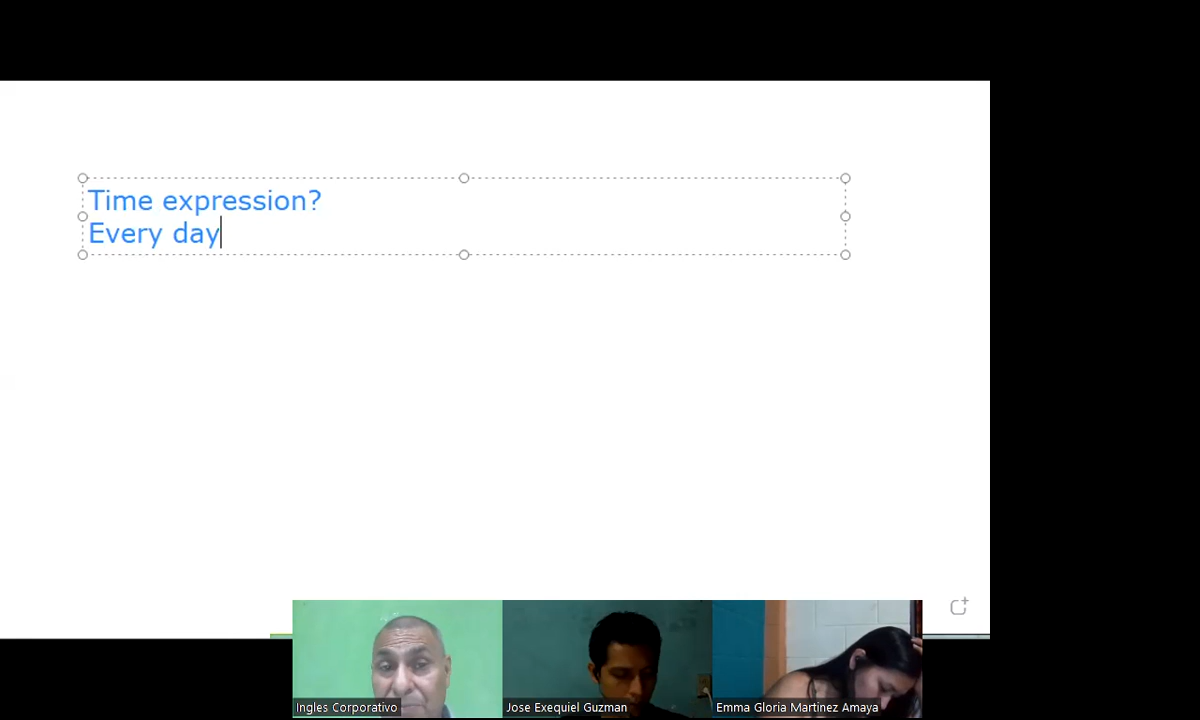 Time expression?
Every day
Ingles Corporativo
Jose Exequiel Guzman
Emma Gloria Martinez Amaya